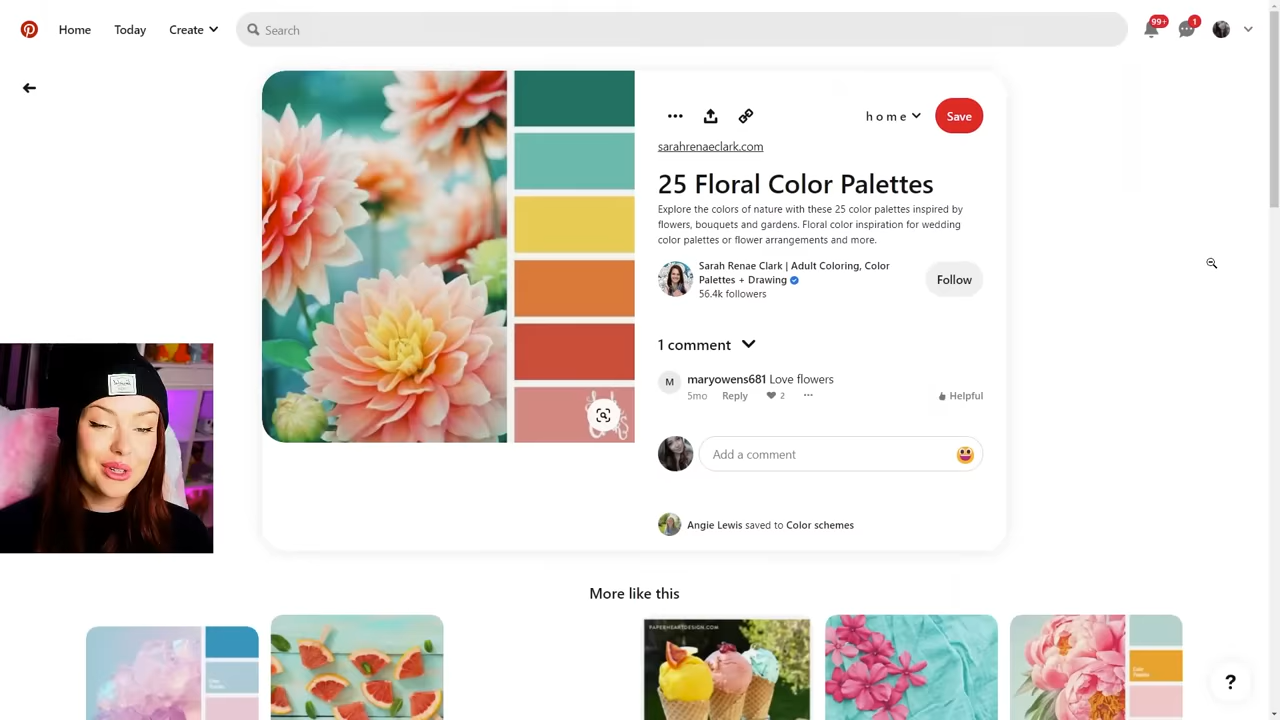 Home
Today
Create
Search
99+
1
h o m e
Save
sarahrenaeclark.com
25 Floral Color Palettes
Explore the colors of nature with these 25 color palettes inspired by
flowers, bouquets and gardens. Floral color inspiration for wedding
color palettes or flower arrangements and more.
Sarah Renae Clark | Adult Coloring, Color
Palettes + Drawing
56.4k followers
Follow
1 comment
M
maryowens681 Love flowers
5mo
Reply
2
Helpful
Add a comment
Angie Lewis saved to Color schemes
More like this
PAPERHEARTDESIGN.COM
?